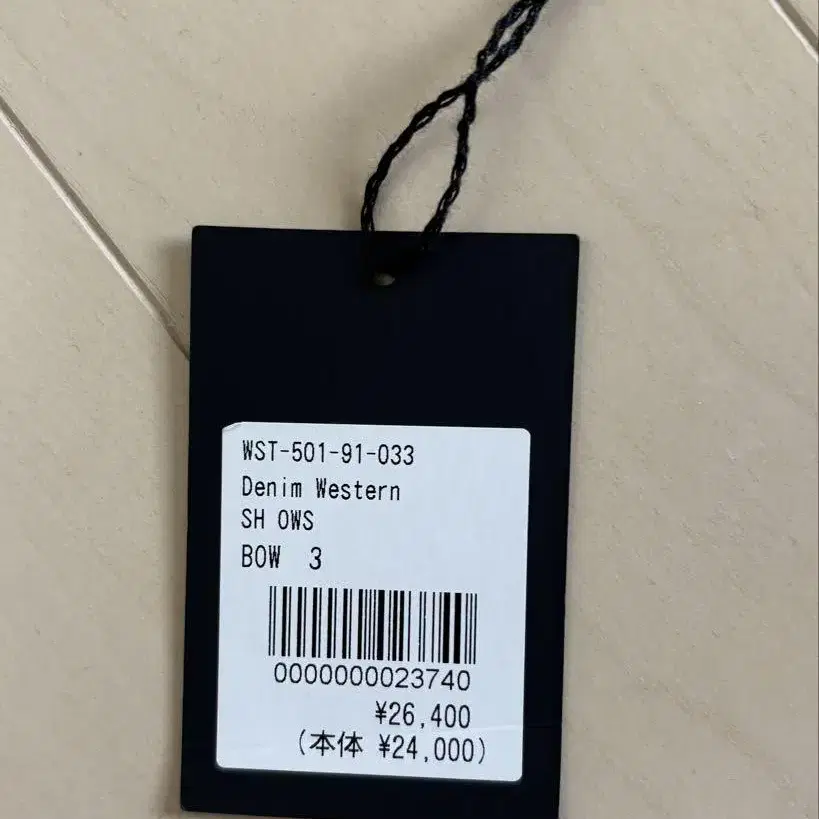 WST-501-91-033
Denim Western
SH OWS
BOW 3
0000000023740
¥26,400
(本体 ¥24,000)